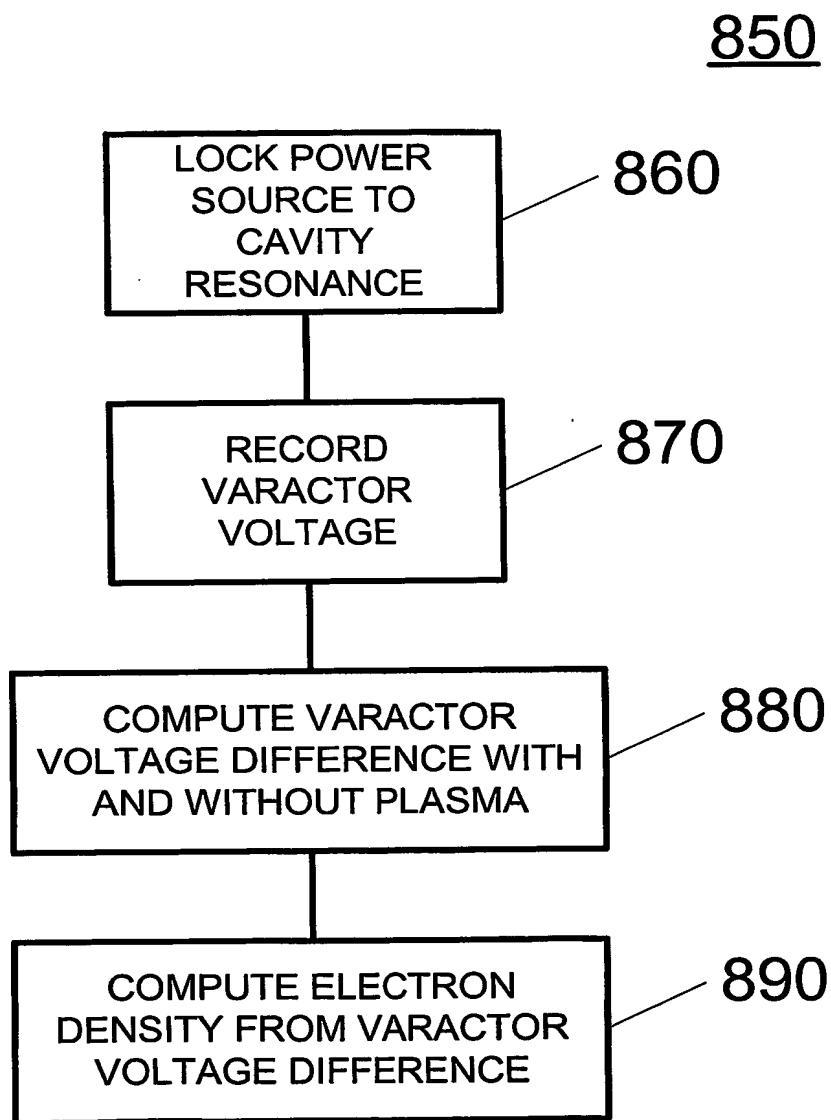 850
LOCK POWER
SOURCE TO
CAVITY
RESONANCE
860
RECORD
VARACTOR
VOLTAGE
870
COMPUTE VARACTOR
VOLTAGE DIFFERENCE WITH
AND WITHOUT PLASMA
880
COMPUTE ELECTRON
DENSITY FROM VARACTOR
VOLTAGE DIFFERENCE
890